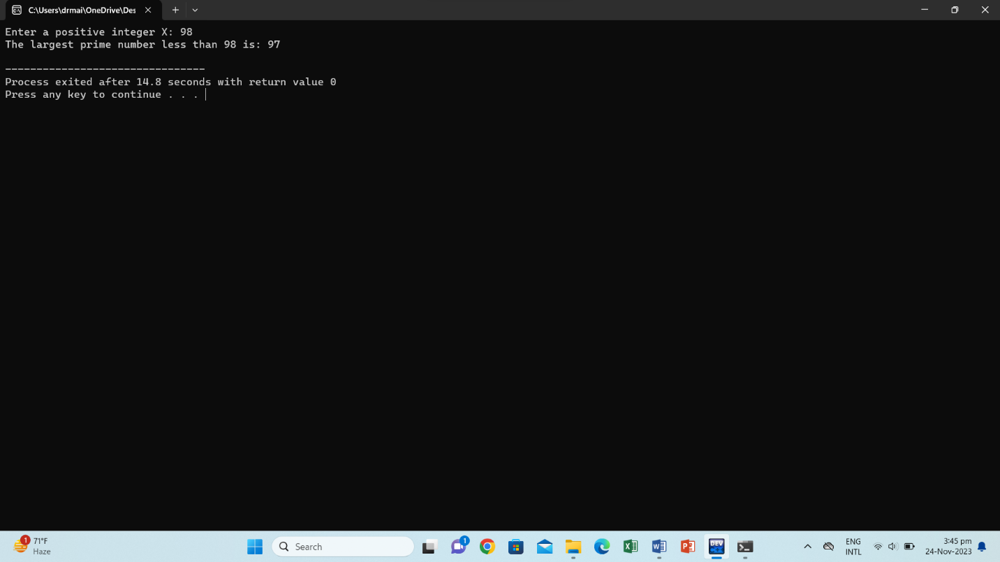 C:\Users\drmai\OneDrive\Des
Enter a positive integer X: 98
The largest prime number less than 98 is: 97
--------------------------------
Process exited after 14.8 seconds with return value 0
Press any key to continue . . .
1
71°F
Haze
Search
1
DEV
C++
ENG
INTL
3:45 pm
24-Nov-2023